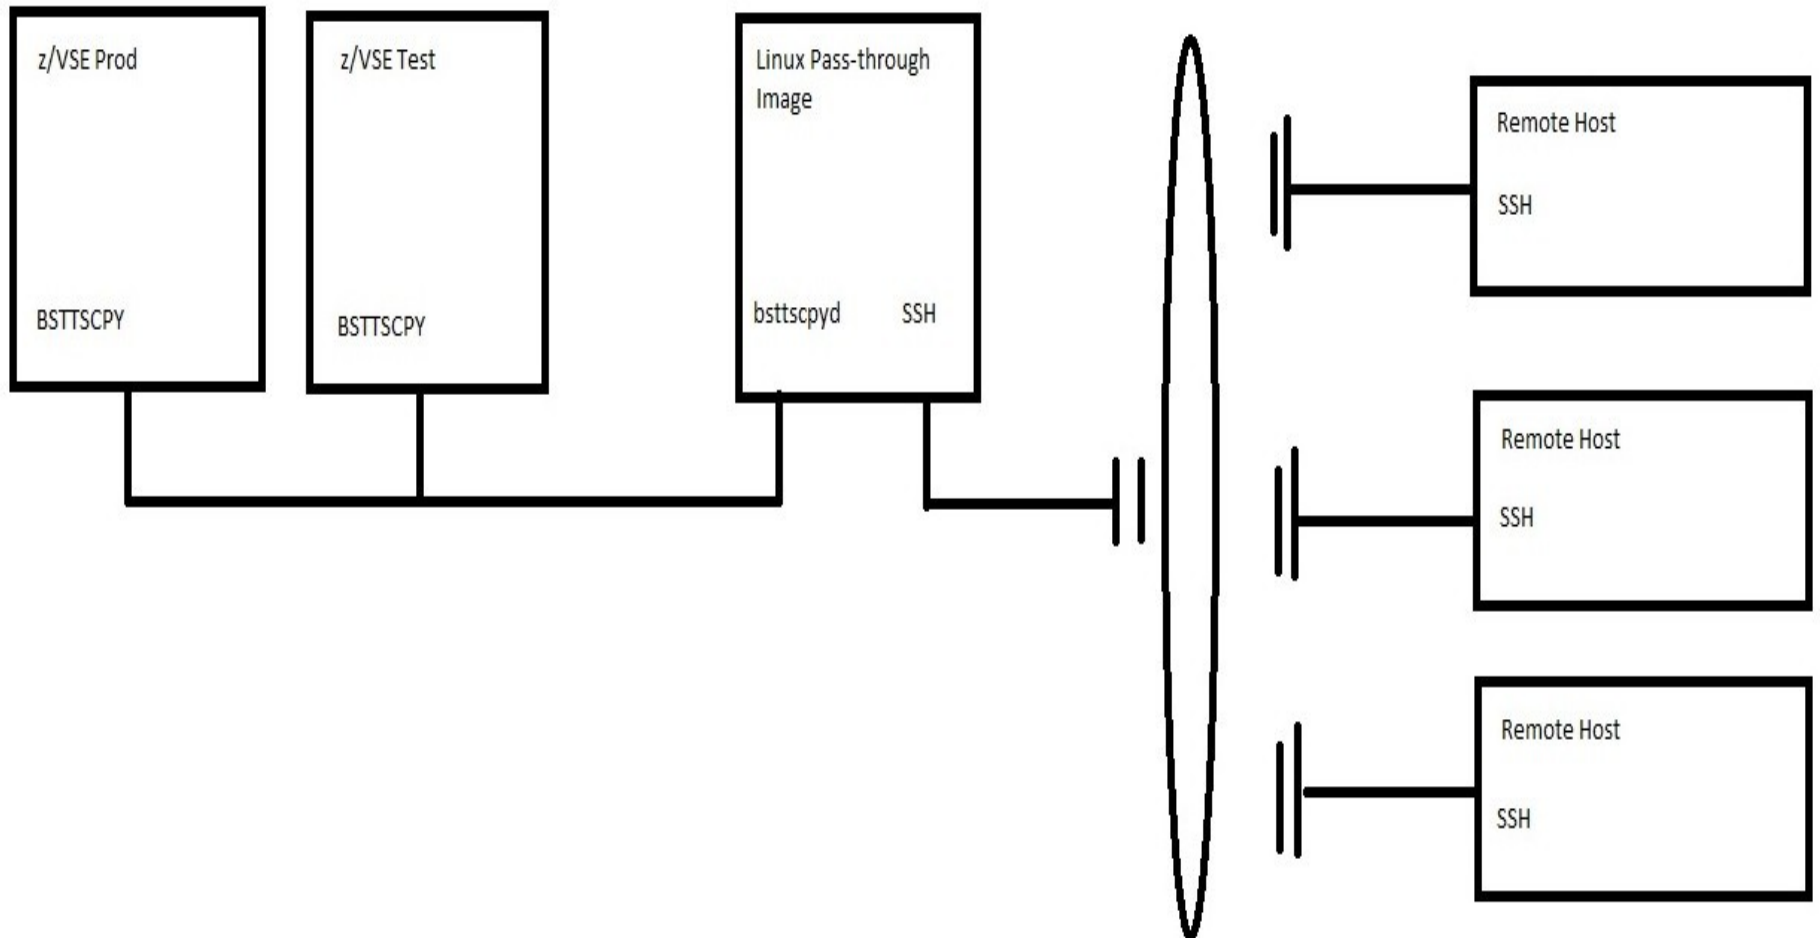 z/VSE Prod
BSTTSCPY
z/VSE Test
BSTTSCPY
Linux Pass-through
Image
bsttscpyd
SSH
Remote Host
SSH
Remote Host
SSH
Remote Host
SSH